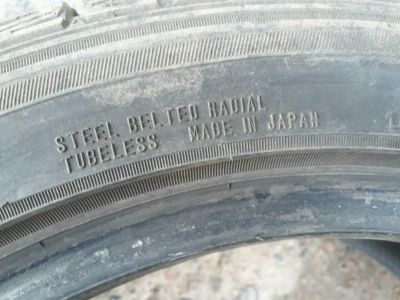 STEEL BELTED RADIAL
TUBELESS MADE IN JAPAN